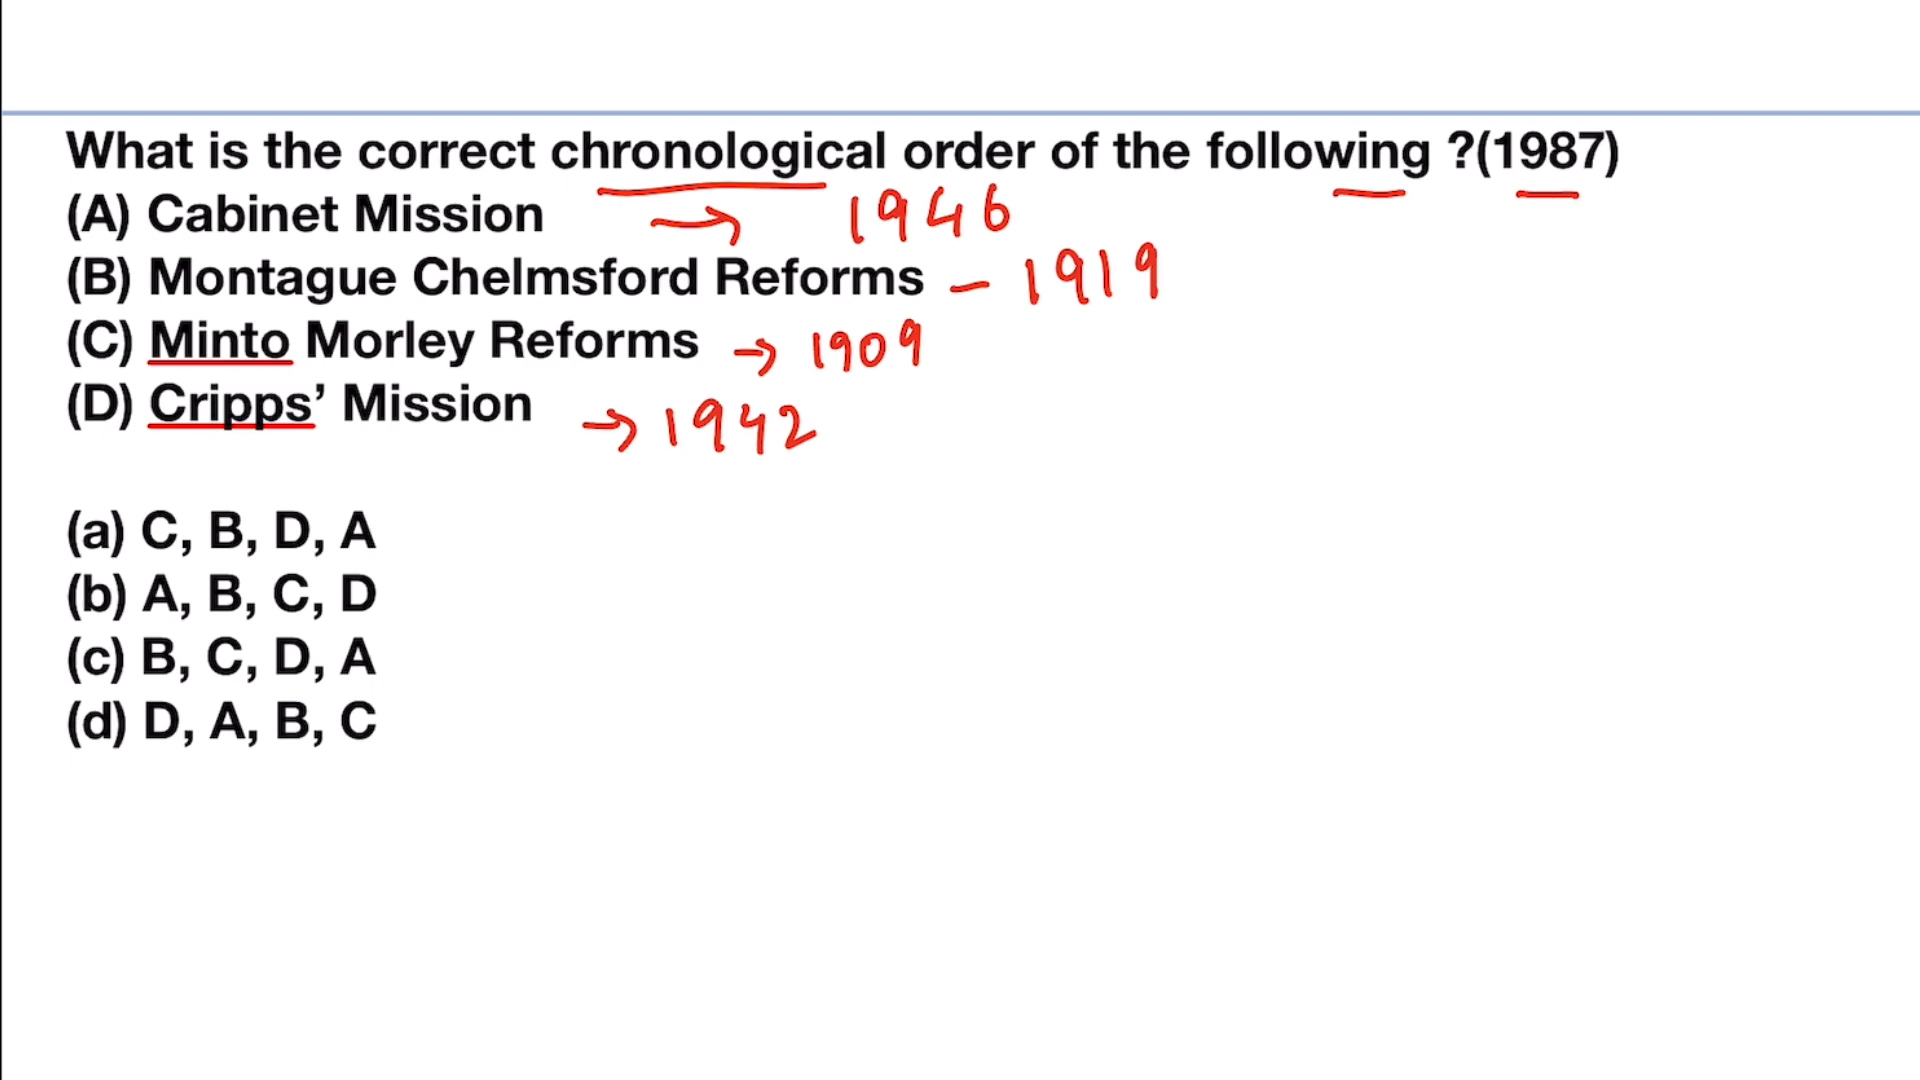 What is the correct chronological order of the following ?(1987)
(A) Cabinet Mission → 1946
(B) Montague Chelmsford Reforms – 1919
(C) Minto Morley Reforms → 1909
(D) Cripps’ Mission → 1942
(a) C, B, D, A
(b) A, B, C, D
(c) B, C, D, A
(d) D, A, B, C